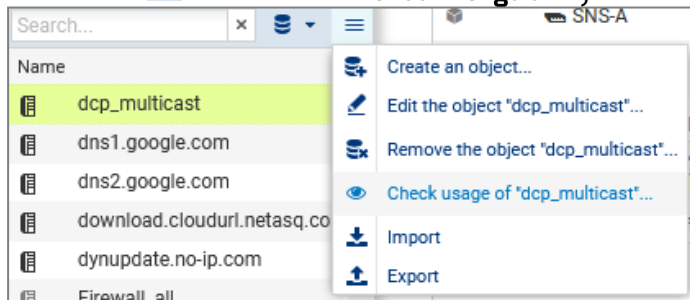 Search...
SNS-A
Name
dcp_multicast
dns1.google.com
dns2.google.com
download.cloudurl.netasq.co
dynupdate.no-ip.com
Firewall_all
Create an object...
Edit the object "dcp_multicast"...
Remove the object "dcp_multicast"...
Check usage of "dcp_multicast"...
Import
Export